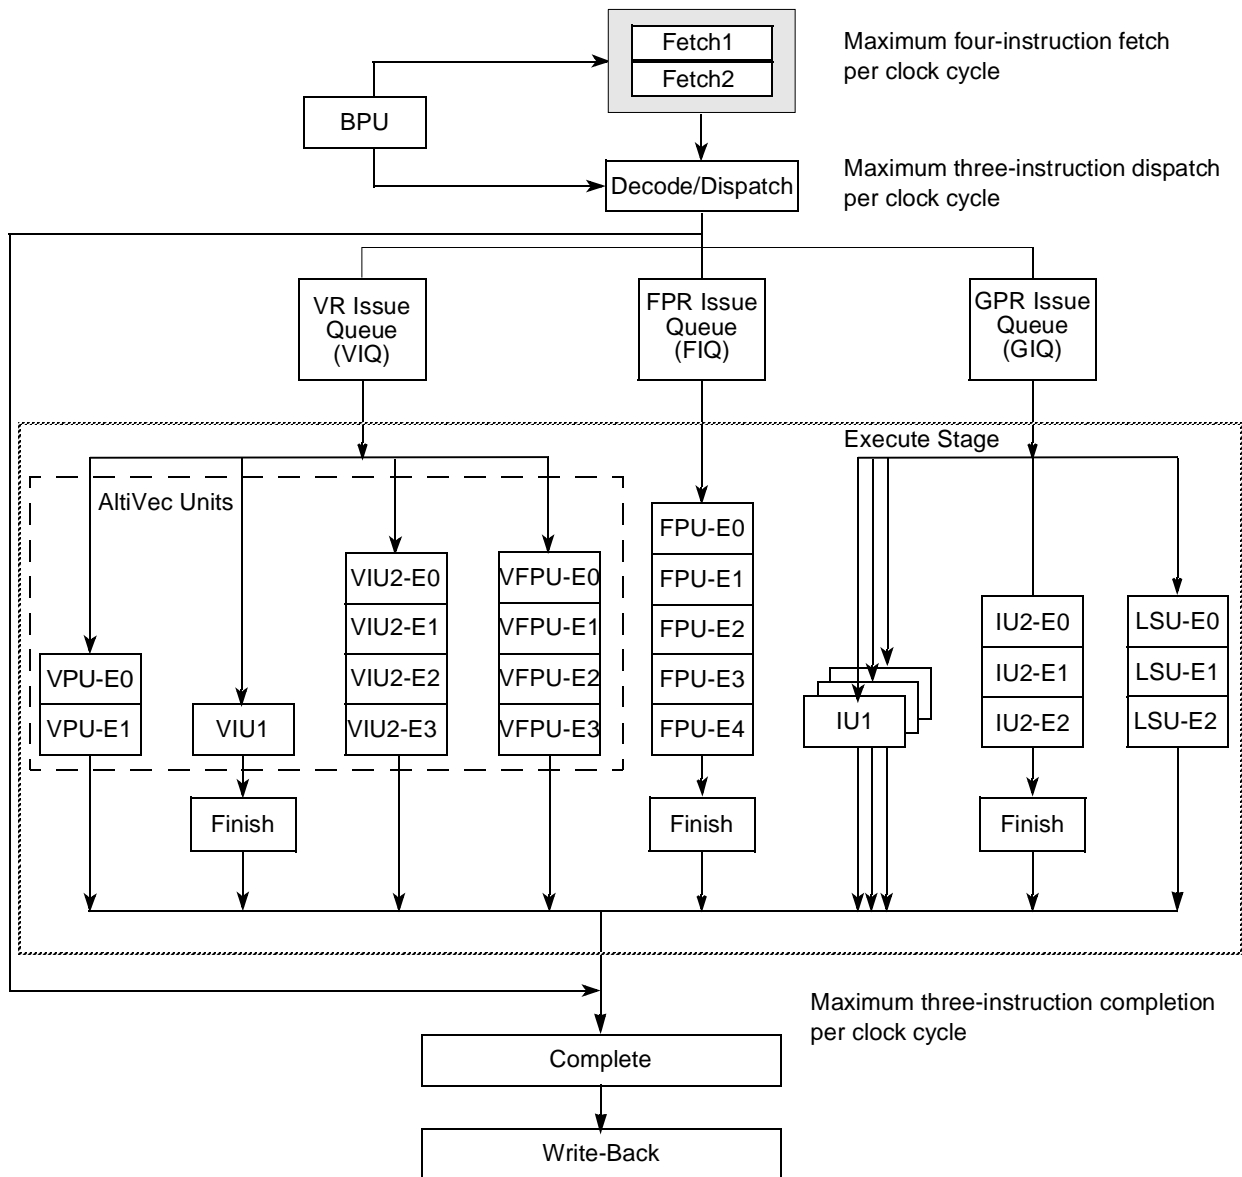 Fetch1
Fetch2
Maximum four-instruction fetch
per clock cycle
BPU
Decode/Dispatch
Maximum three-instruction dispatch
per clock cycle
VR Issue
Queue
(VIQ)
FPR Issue
Queue
(FIQ)
GPR Issue
Queue
(GIQ)
Execute Stage
AltiVec Units
VPU-E0
VPU-E1
VIU1
Finish
VIU2-E0
VIU2-E1
VIU2-E2
VIU2-E3
VFPU-E0
VFPU-E1
VFPU-E2
VFPU-E3
FPU-E0
FPU-E1
FPU-E2
FPU-E3
FPU-E4
Finish
IU1
IU2-E0
IU2-E1
IU2-E2
Finish
LSU-E0
LSU-E1
LSU-E2
Maximum three-instruction completion
per clock cycle
Complete
Write-Back